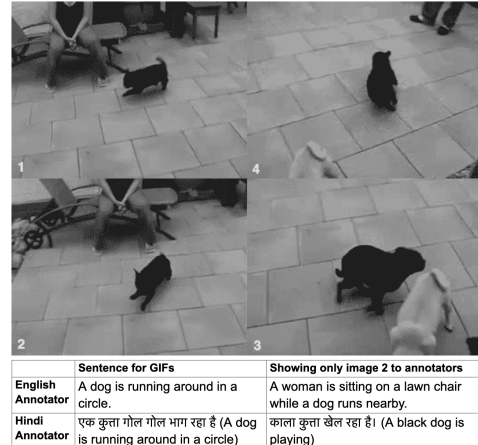 1
4
2
3
Sentence for GIFs
Showing only image 2 to annotators
English
Annotator
A dog is running around in a
circle.
A woman is sitting on a lawn chair
while a dog runs nearby.
Hindi
Annotator
एक कुत्ता गोल गोल भाग रहा है (A dog
is running around in a circle)
काला कुत्ता खेल रहा है। (A black dog is
playing)